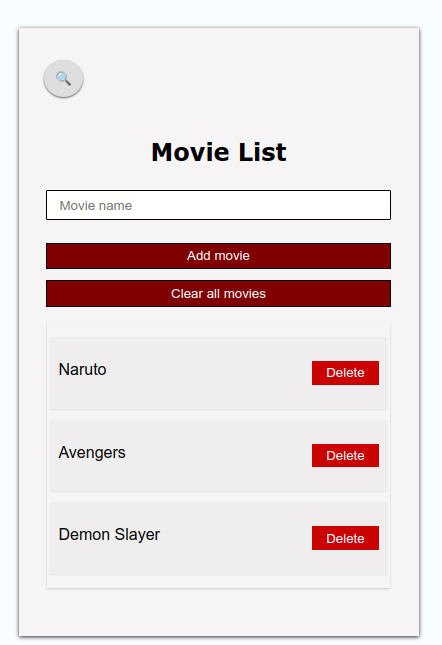 Movie List
Movie name
Add movie
Clear all movies
Naruto
Delete
Avengers
Delete
Demon Slayer
Delete